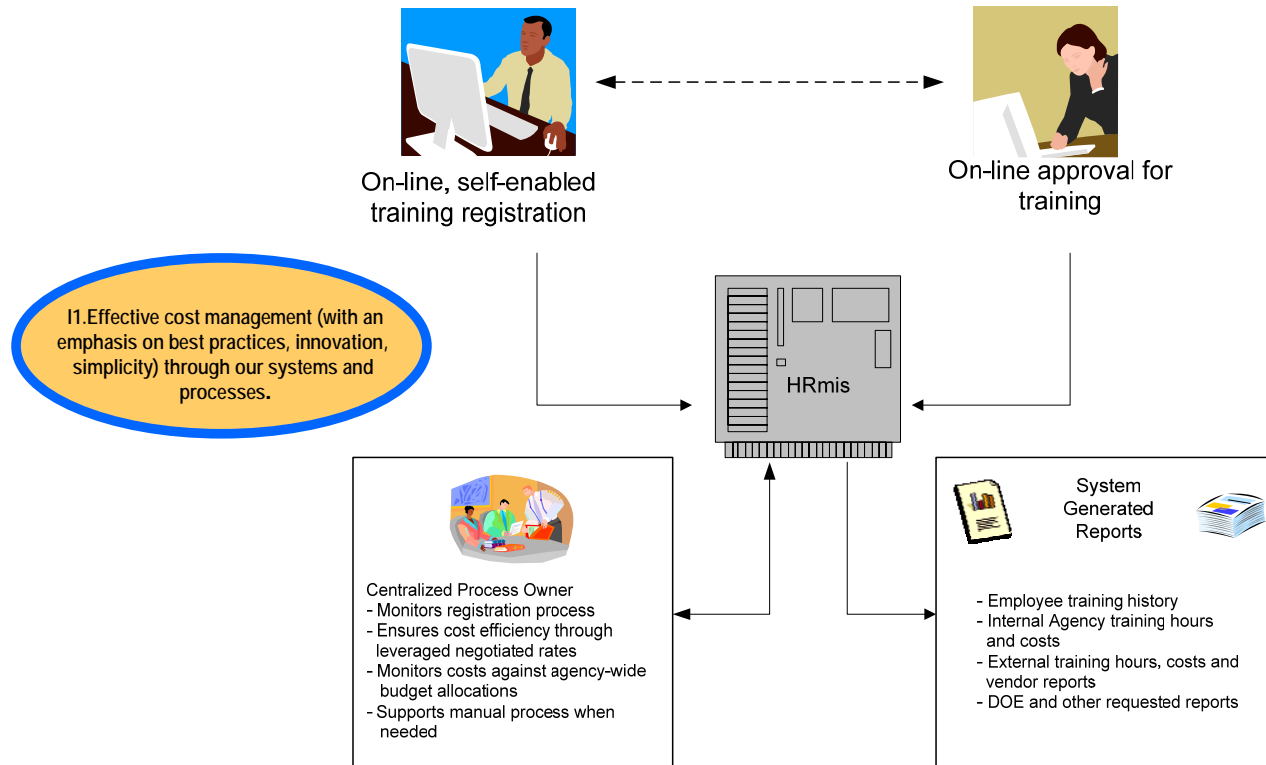 On-line, self-enabled
training registration
On-line approval for
training
I1.Effective cost management (with an
emphasis on best practices, innovation,
simplicity) through our systems and
processes.
HRmis
Centralized Process Owner
- Monitors registration process
- Ensures cost efficiency through
leveraged negotiated rates
- Monitors costs against agency-wide
budget allocations
- Supports manual process when
needed
System
Generated
Reports
- Employee training history
- Internal Agency training hours
and costs
- External training hours, costs and
vendor reports
- DOE and other requested reports